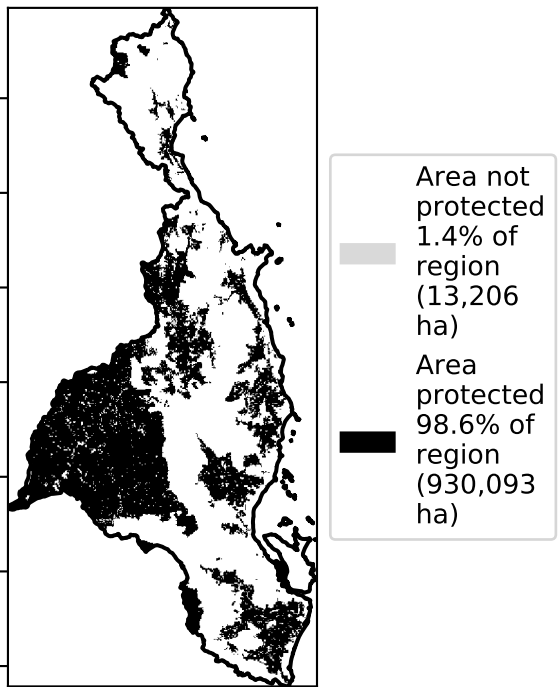 Area not
protected
1.4% of
region
(13,206
ha)
Area
protected
98.6% of
region
(930,093
ha)